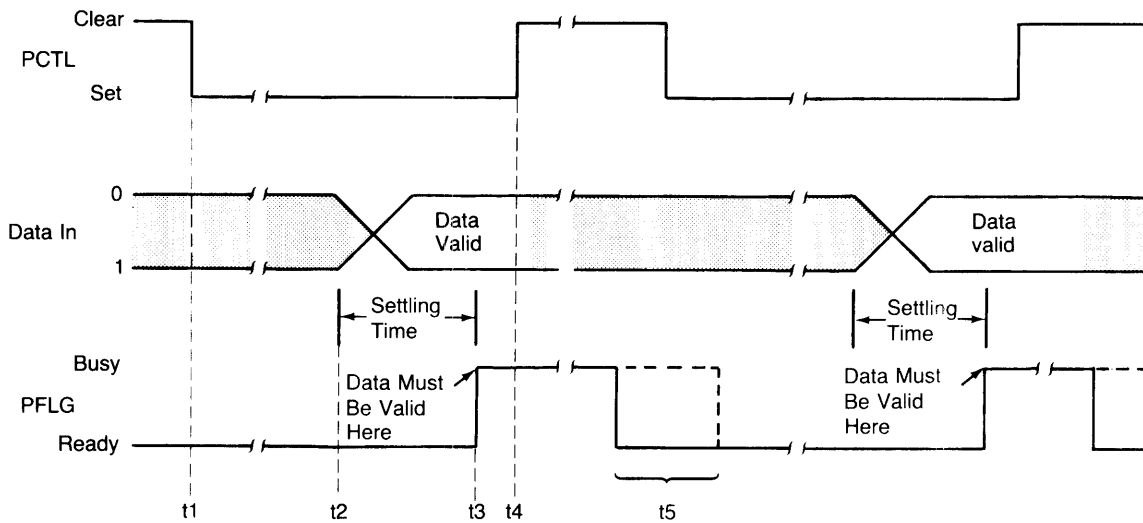 Clear
PCTL
Set
0
Data In
1
Data
Valid
Data
valid
Settling
Time
Settling
Time
Busy
PFLG
Ready
Data Must
Be Valid
Here
Data Must
Be Valid
Here
t1
t2
t3
t4
t5